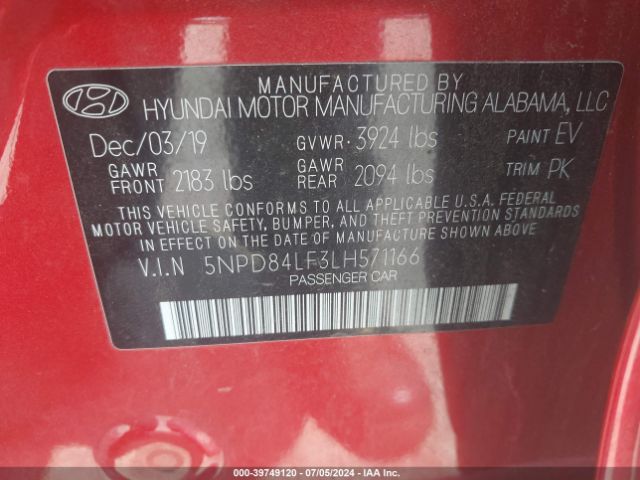 MANUFACTURED BY
HYUNDAI MOTOR MANUFACTURING ALABAMA, LLC
Dec/03/19 GVWR: 3924 lbs PAINT EV
GAWR FRONT 2183 lbs GAWR REAR 2094 lbs TRIM PK
THIS VEHICLE CONFORMS TO ALL APPLICABLE U.S.A. FEDERAL
MOTOR VEHICLE SAFETY, BUMPER, AND THEFT PREVENTION STANDARDS
IN EFFECT ON THE DATE OF MANUFACTURE SHOWN ABOVE.
V.I.N 5NPD84LF3LH571166
PASSENGER CAR
000-39749120 - 07/05/2024 - IAA Inc.